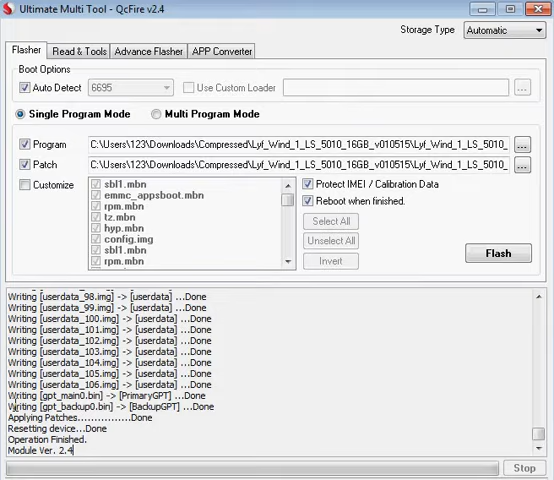 Ultimate Multi Tool - QcFire v2.4
Storage Type Automatic
Flasher Read & Tools Advance Flasher APP Converter
Boot Options
Auto Detect 6695 Use Custom Loader ...
Single Program Mode Multi Program Mode
Program C:\Users\123\Downloads\Compressed\Lyf_Wind_1_LS_5010_16GB_v010515\Lyf_Wind_1_LS_5010_ ...
Patch C:\Users\123\Downloads\Compressed\Lyf_Wind_1_LS_5010_16GB_v010515\Lyf_Wind_1_LS_5010_ ...
Customize
sbl1.mbn
emmc_appsboot.mbn
rpm.mbn
tz.mbn
hyp.mbn
config.img
sbl1.mbn
rpm.mbn
Protect IMEI / Calibration Data
Reboot when finished.
Select All
Unselect All
Invert
Flash
Writing [userdata_98.img] -> [userdata] ...Done
Writing [userdata_99.img] -> [userdata] ...Done
Writing [userdata_100.img] -> [userdata] ...Done
Writing [userdata_101.img] -> [userdata] ...Done
Writing [userdata_102.img] -> [userdata] ...Done
Writing [userdata_103.img] -> [userdata] ...Done
Writing [userdata_104.img] -> [userdata] ...Done
Writing [userdata_105.img] -> [userdata] ...Done
Writing [userdata_106.img] -> [userdata] ...Done
Writing [gpt_main0.bin] -> [PrimaryGPT] ...Done
Writing [gpt_backup0.bin] -> [BackupGPT] ...Done
Applying Patches...............Done
Resetting device...Done
Operation Finished.
Module Ver. 2.4
Stop